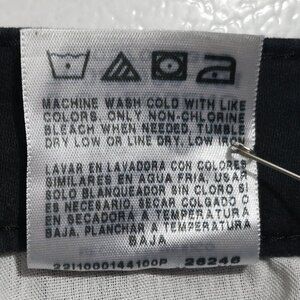 MACHINE WASH COLD WITH LIKE
COLORS. ONLY NON-CHLORINE
BLEACH WHEN NEEDED. TUMBLE
DRY LOW OR LINE DRY. LOW
LAVAR EN LAVADORA CON COLORES
SIMILARES EN AGUA FRIA. USAR
SOLO BLANQUEADOR SIN CLORO SI
ES NECESARIO. SECAR COLGADO O
EN SECADORA A TEMPERATURA
BAJA. PLANCHAR A TEMPERATURA
BAJA
2211000144100P 26246